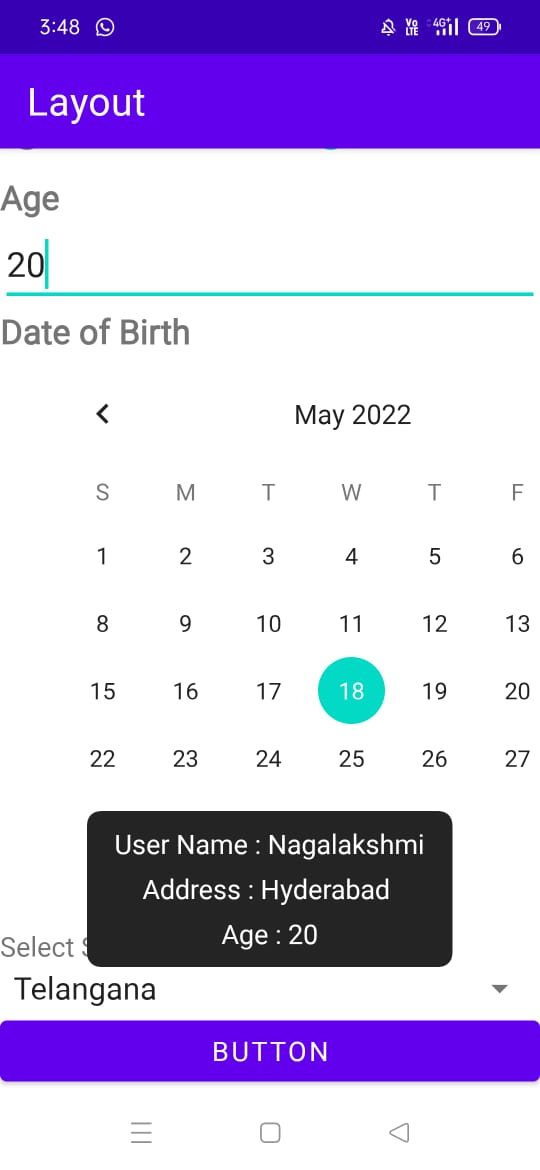 3:48
VO LTE 4G+ 49
Layout
Age
20
Date of Birth
May 2022
S M T W T F
1 2 3 4 5 6
8 9 10 11 12 13
15 16 17 18 19 20
22 23 24 25 26 27
User Name : Nagalakshmi
Address : Hyderabad
Age : 20
Select
Telangana
BUTTON